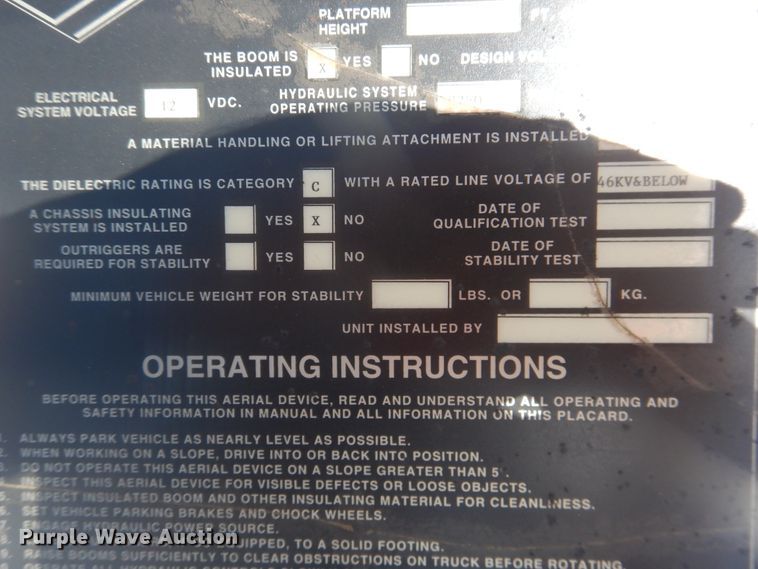 PLATFORM HEIGHT FT.
THE BOOM IS INSULATED X YES NO DESIGN
ELECTRICAL SYSTEM VOLTAGE 12 VDC. HYDRAULIC SYSTEM OPERATING PRESSURE
A MATERIAL HANDLING OR LIFTING ATTACHMENT IS INSTALLED
THE DIELECTRIC RATING IS CATEGORY C WITH A RATED LINE VOLTAGE OF 46KV&BELOW
A CHASSIS INSULATING SYSTEM IS INSTALLED YES X NO DATE OF QUALIFICATION TEST
OUTRIGGERS ARE REQUIRED FOR STABILITY YES NO DATE OF STABILITY TEST
MINIMUM VEHICLE WEIGHT FOR STABILITY LBS. OR KG.
UNIT INSTALLED BY
OPERATING INSTRUCTIONS
BEFORE OPERATING THIS AERIAL DEVICE, READ AND UNDERSTAND ALL OPERATING AND
SAFETY INFORMATION IN MANUAL AND ALL INFORMATION ON THIS PLACARD.
ALWAYS PARK VEHICLE AS NEARLY LEVEL AS POSSIBLE.
WHEN WORKING ON A SLOPE, DRIVE INTO OR BACK INTO POSITION.
DO NOT OPERATE THIS AERIAL DEVICE ON A SLOPE GREATER THAN 5°.
INSPECT THIS AERIAL DEVICE FOR VISIBLE DEFECTS OR LOOSE OBJECTS.
INSPECT INSULATED BOOM AND OTHER INSULATING MATERIAL FOR CLEANLINESS.
SET VEHICLE PARKING BRAKES AND CHOCK WHEELS.
ENGAGE HYDRAULIC POWER SOURCE.
TO A SOLID FOOTING.
RAISE BOOMS SUFFICIENTLY TO CLEAR OBSTRUCTIONS ON TRUCK BEFORE ROTATING.
Purple Wave Auction